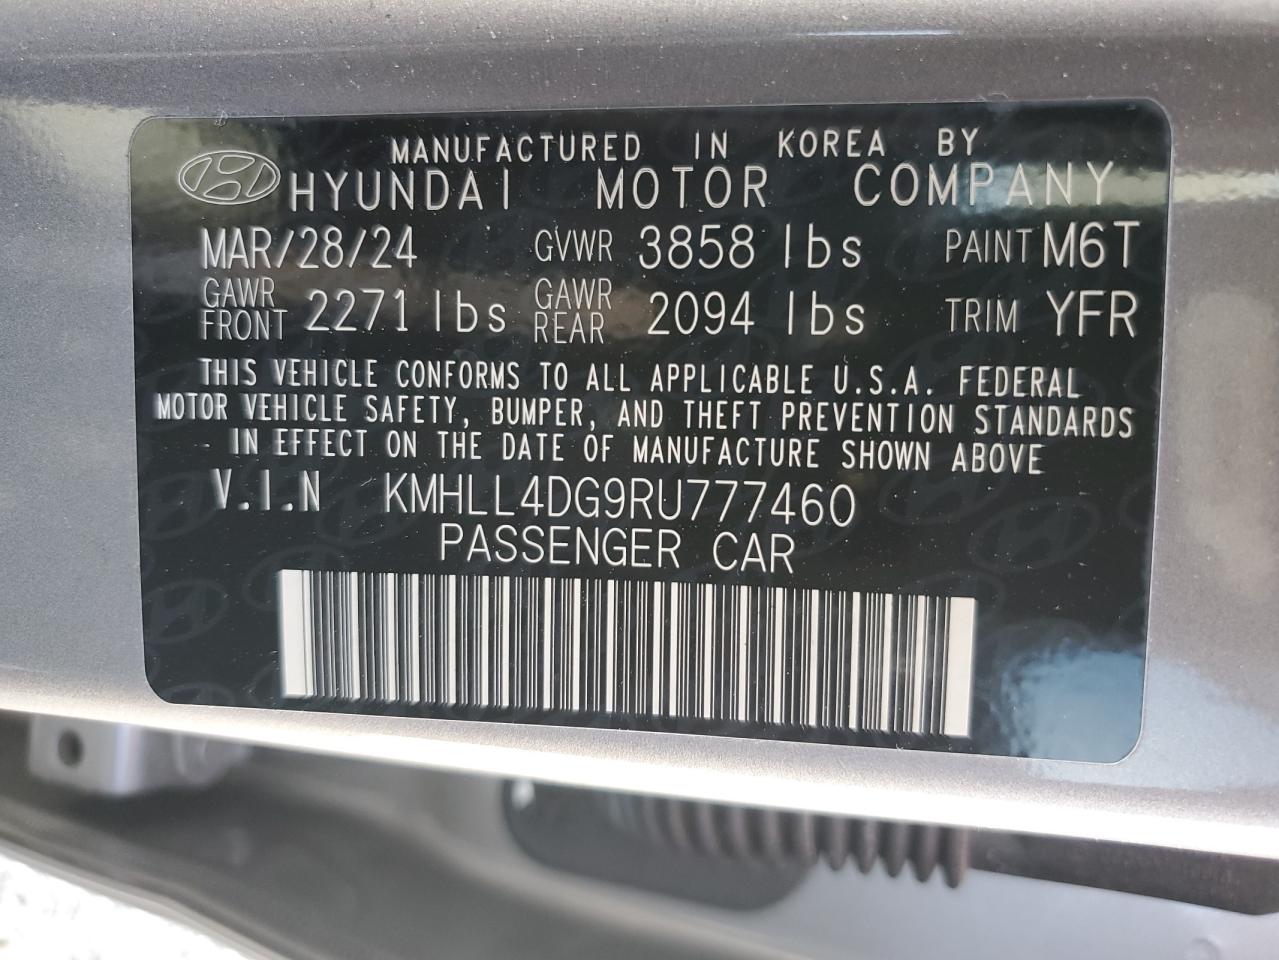 MANUFACTURED IN KOREA BY
HYUNDAI MOTOR COMPANY
MAR/28/24 GVWR 3858 lbs PAINT M6T
GAWR FRONT 2271 lbs GAWR REAR 2094 lbs TRIM YFR
THIS VEHICLE CONFORMS TO ALL APPLICABLE U.S.A. FEDERAL
MOTOR VEHICLE SAFETY, BUMPER, AND THEFT PREVENTION STANDARDS
IN EFFECT ON THE DATE OF MANUFACTURE SHOWN ABOVE
V.I.N KMHLL4DG9RU777460
PASSENGER CAR